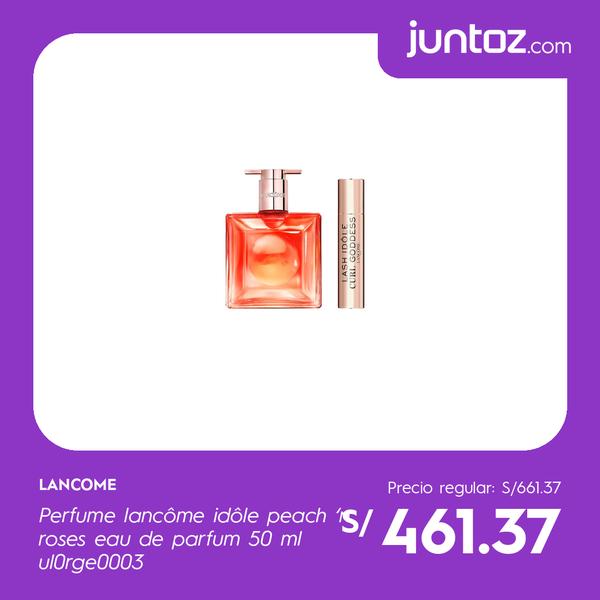 juntoz.com
LASH IDÔLE
CURL GODDESS
LANCÔME
LANCOME
Precio regular: S/661.37
Perfume lancôme idôle peach '
roses eau de parfum 50 ml
ul0rge0003
S/ 461.37